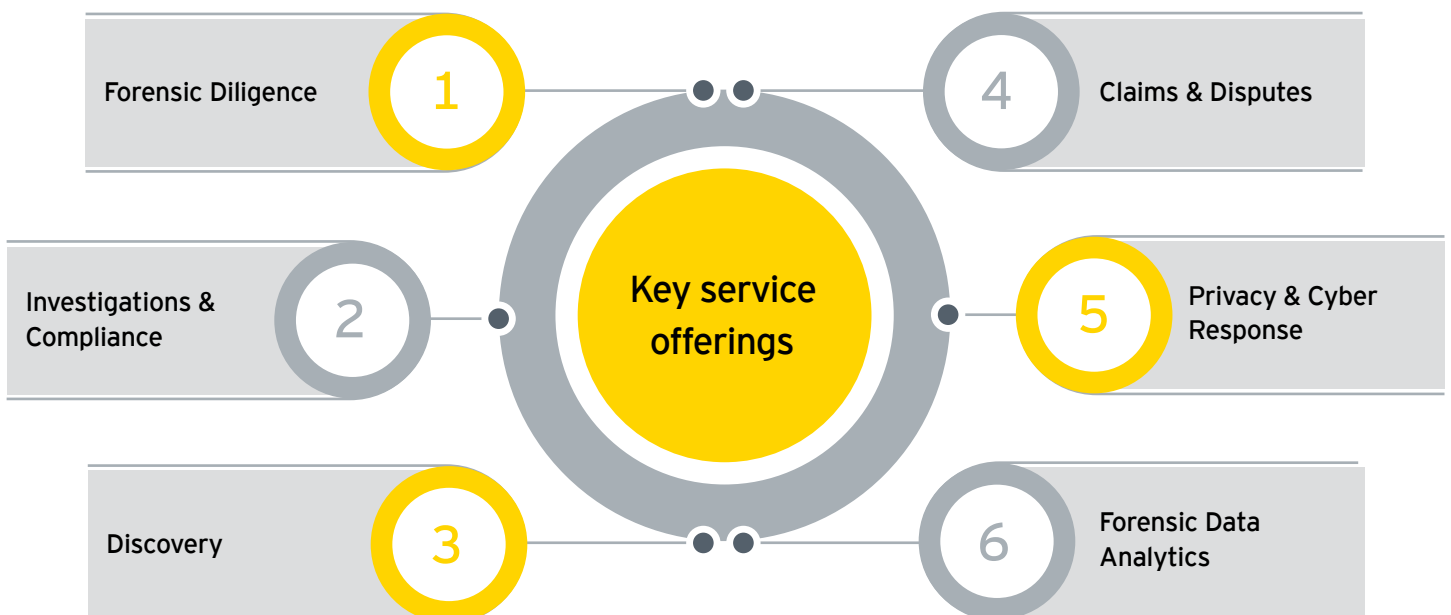 Forensic Diligence
1
Investigations &
Compliance
2
Discovery
3
Key service
offerings
4
Claims & Disputes
5
Privacy & Cyber
Response
6
Forensic Data
Analytics